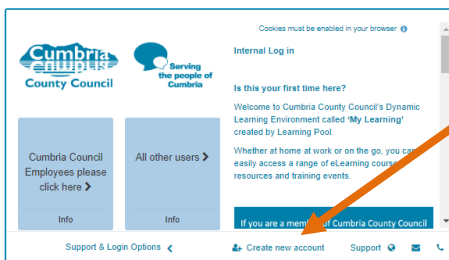 Cookies must be enabled in your browser
Cumbria
County Council
Serving
the people of
Cumbria
Internal Log in
Is this your first time here?
Welcome to Cumbria County Council's Dynamic
Learning Environment called 'My Learning'
created by Learning Pool.
Whether at home at work or on the go, you can
easily access a range of eLearning
resources and training events.
Cumbria Council
Employees please
click here >
Info
All other users >
Info
If you are a member of Cumbria County Council
Support & Login Options
Create new account
Support